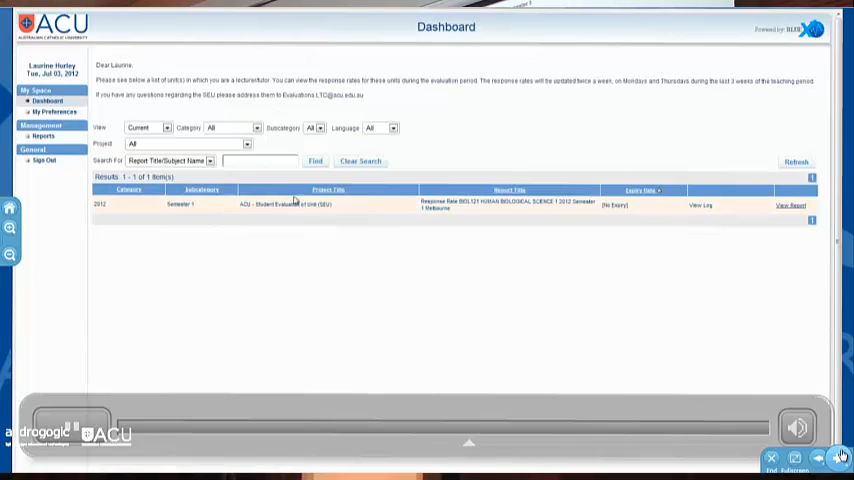 ACU
AUSTRALIAN CATHOLIC UNIVERSITY
Dashboard
Powered by: BLUE
Laurine Hurley
Tue, Jul 03, 2012
My Space
Dashboard
My Preferences
Management
Reports
General
Sign Out
Dear Laurine,
Please see below a list of unit(s) in which you are a lecturer/tutor. You can view the response rates for these units during the evaluation period. The response rates will be updated twice a week, on Mondays and Thursdays during the last 3 weeks of the teaching period.
If you have any questions regarding the SEU please address them to Evaluations.LTC@acu.edu.au
View Current Category All Subcategory All Language All
Project All
Search For Report Title/Subject Name Find Clear Search Refresh
Results: 1 - 1 of 1 Item(s) 1
Category Subcategory Project Title Report Title Expiry Date
2012 Semester 1 ACU - Student Evaluation of Unit (SEU) Response Rate BIOL121 HUMAN BIOLOGICAL SCIENCE 1 2012 Semester [No Expiry] View Log View Report
1 Melbourne
1
androgogic ACU
End Fullscreen